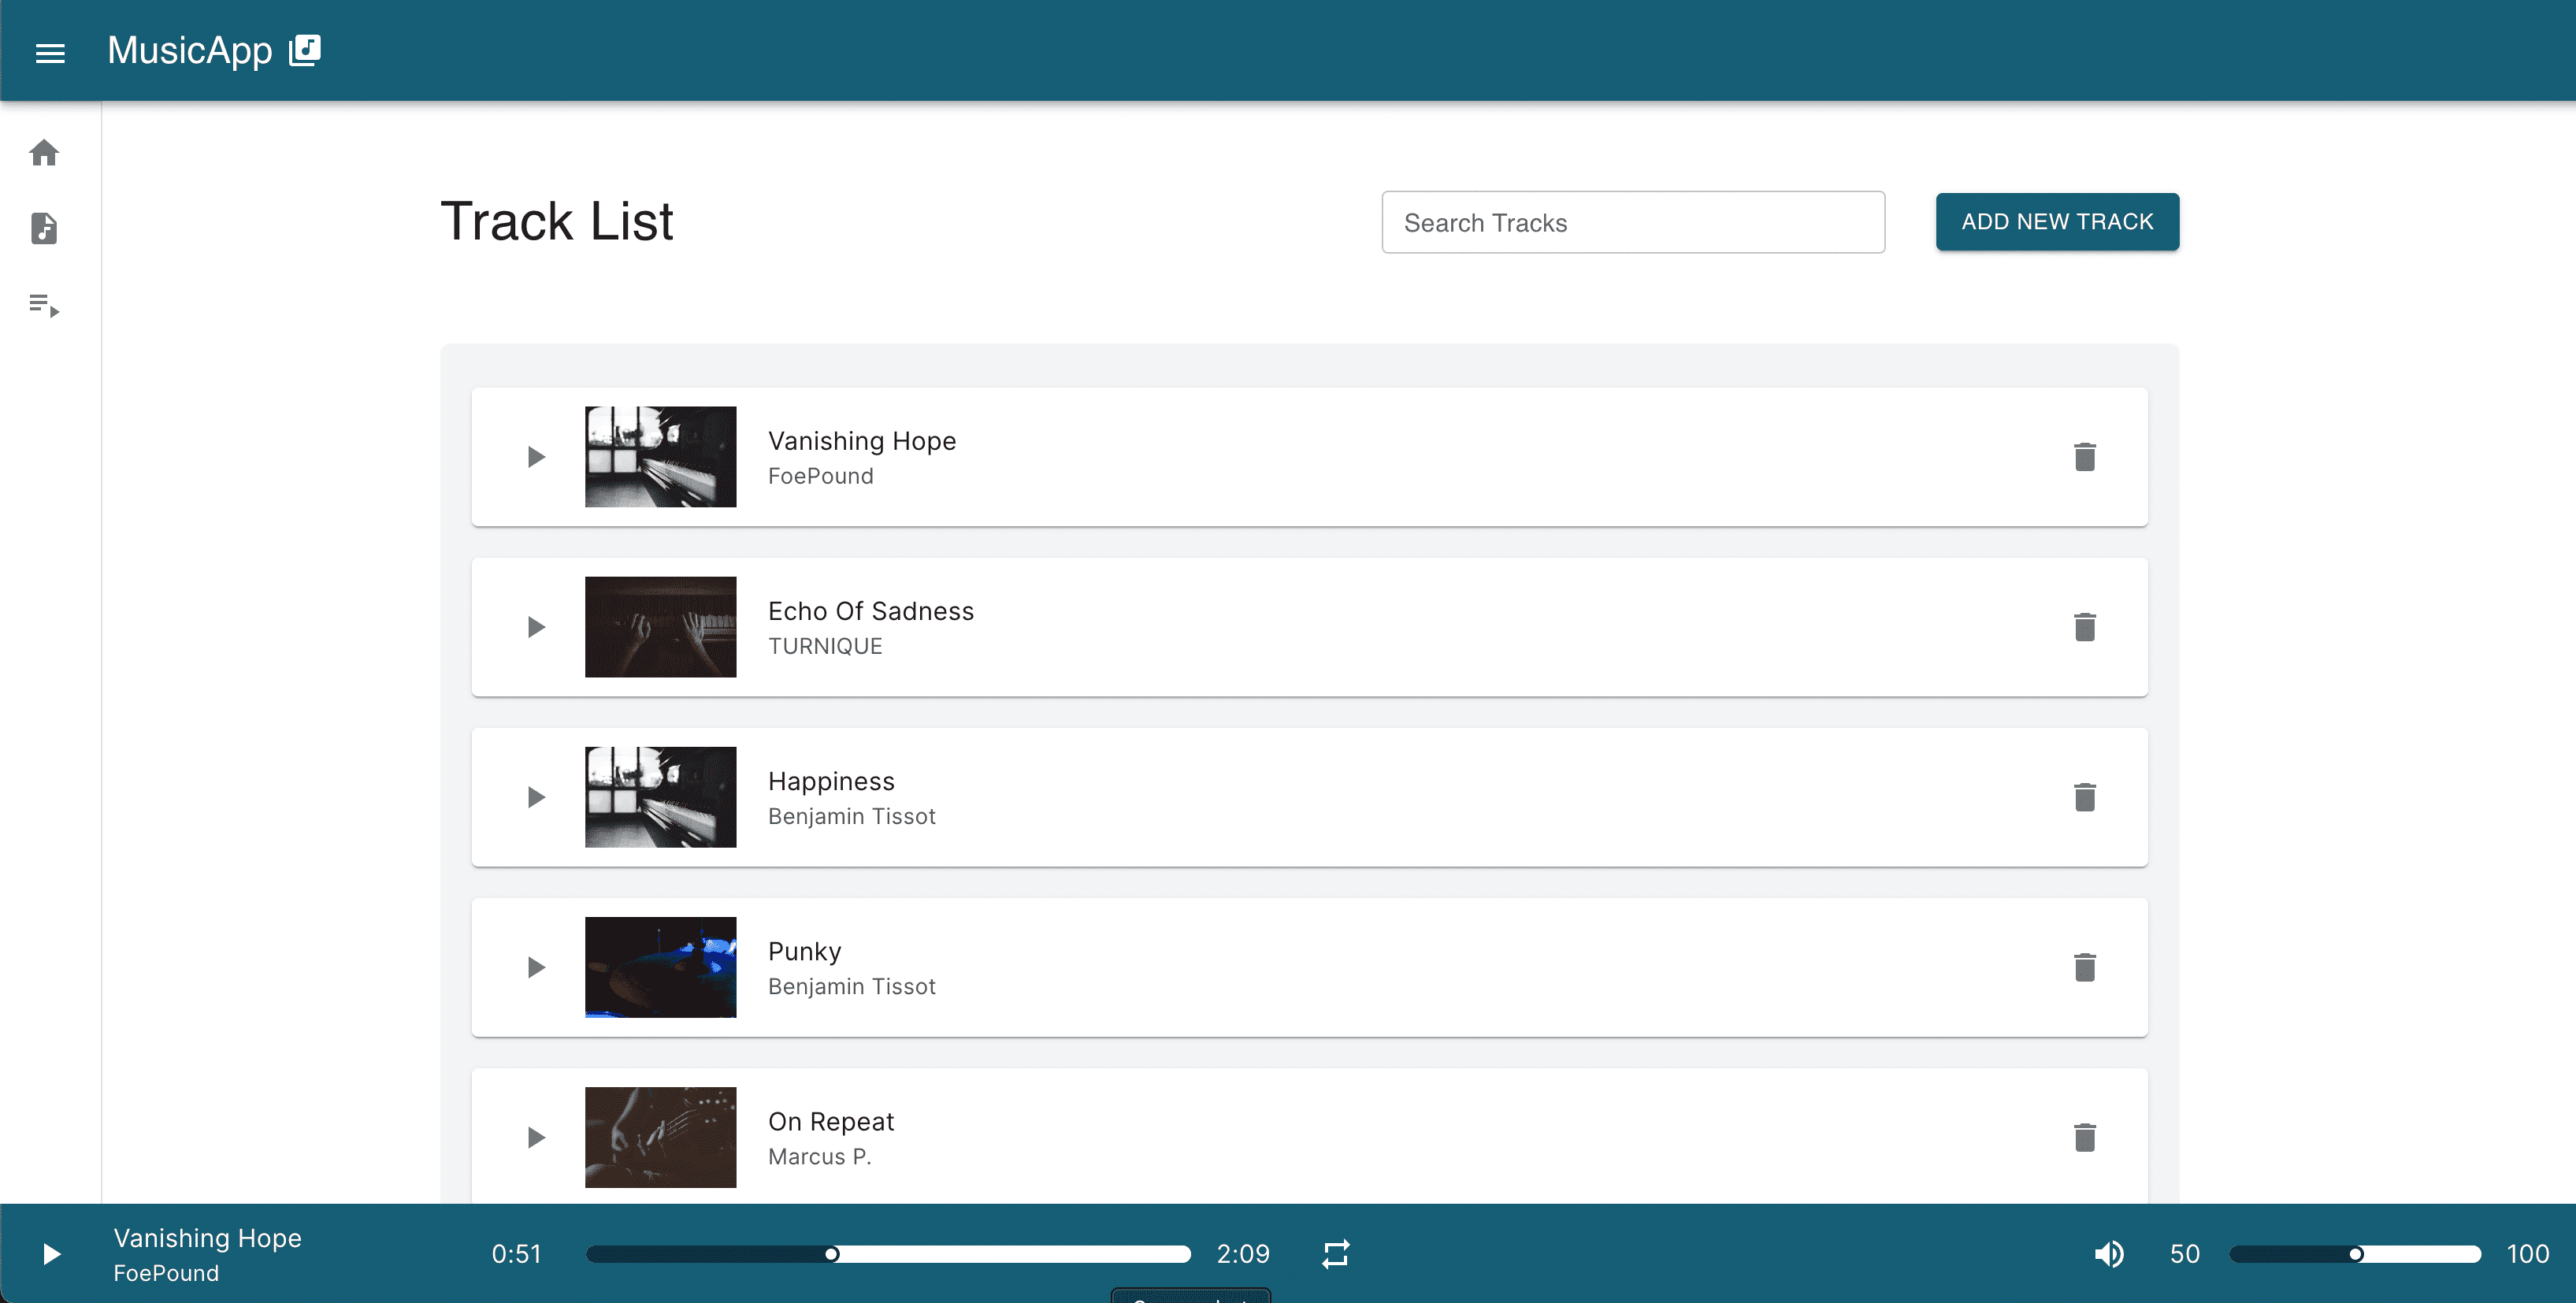 MusicApp
Track List
Search Tracks
ADD NEW TRACK
Vanishing Hope
FoePound
Echo Of Sadness
TURNIQUE
Happiness
Benjamin Tissot
Punky
Benjamin Tissot
On Repeat
Marcus P.
Vanishing Hope
FoePound
0:51
2:09
50
100